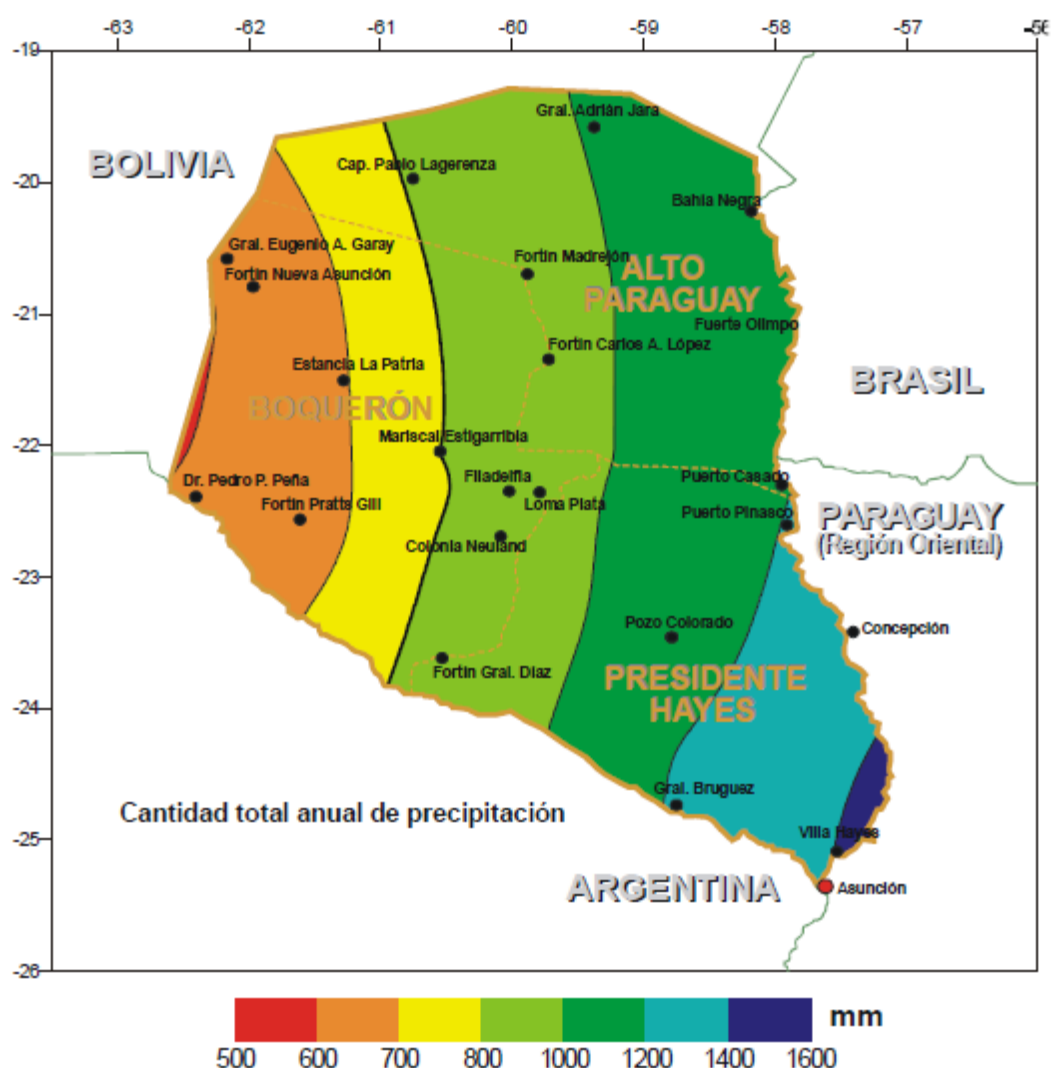 -63 -62 -61 -60 -59 -58 -57 -56
-19
Gral. Adrián Jara
BOLIVIA
Cap. Pablo Lagerenza
-20
Bahía Negra
Gral. Eugenio A. Garay
Fortín Madrejón
Fortín Nueva Asunción
ALTO
PARAGUAY
-21
Fuerte Olimpo
Fortín Carlos A. López
Estancia La Patria
BRASIL
BOQUERÓN
Mariscal Estigarribia
-22
Dr. Pedro P. Peña
Filadelfia
Puerto Casado
Fortín Pratts Gill
Loma Plata
Puerto Pinasco
PARAGUAY
(Región Oriental)
Colonia Neuland
-23
Pozo Colorado
Concepción
Fortín Gral. Díaz
PRESIDENTE
HAYES
-24
Gral. Bruguez
Cantidad total anual de precipitación
-25
Villa Hayes
ARGENTINA
Asunción
-26
mm
500 600 700 800 1000 1200 1400 1600